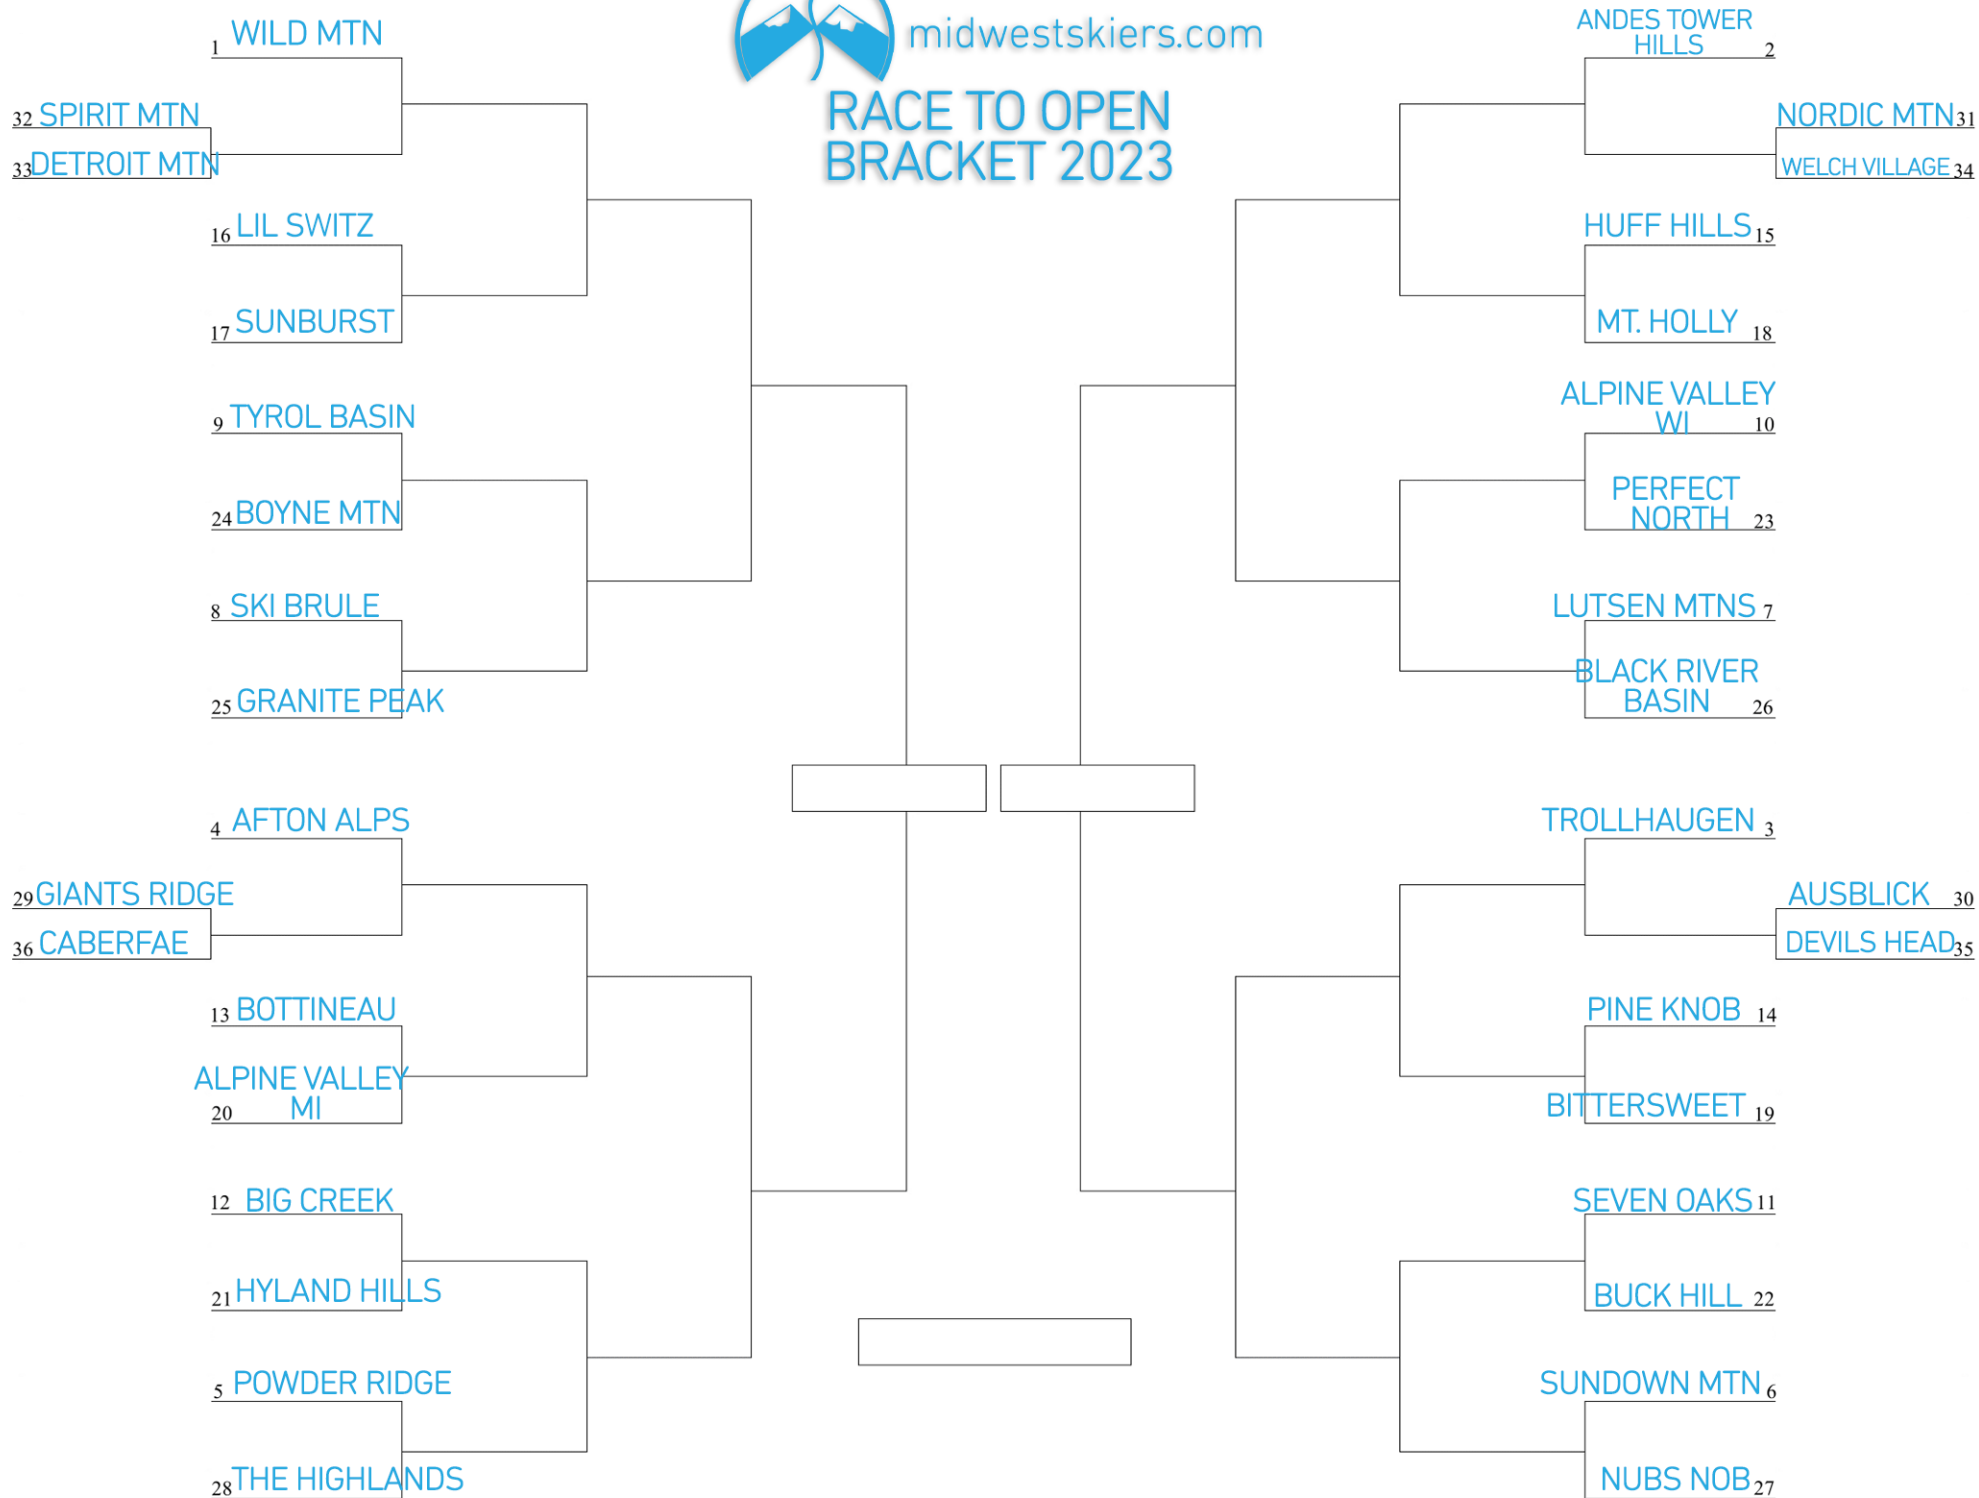 midwestskiers.com
RACE TO OPEN
BRACKET 2023
1 WILD MTN
32 SPIRIT MTN
33 DETROIT MTN
16 LIL SWITZ
17 SUNBURST
9 TYROL BASIN
24 BOYNE MTN
8 SKI BRULE
25 GRANITE PEAK
4 AFTON ALPS
29 GIANTS RIDGE
36 CABERFAE
13 BOTTINEAU
ALPINE VALLEY
20 MI
12 BIG CREEK
21 HYLAND HILLS
5 POWDER RIDGE
28 THE HIGHLANDS
ANDES TOWER
HILLS 2
NORDIC MTN 31
WELCH VILLAGE 34
HUFF HILLS 15
MT. HOLLY 18
ALPINE VALLEY
WI 10
PERFECT
NORTH 23
LUTSEN MTNS 7
BLACK RIVER
BASIN 26
TROLLHAUGEN 3
AUSBLICK 30
DEVILS HEAD 35
PINE KNOB 14
BITTERSWEET 19
SEVEN OAKS 11
BUCK HILL 22
SUNDOWN MTN 6
NUBS NOB 27